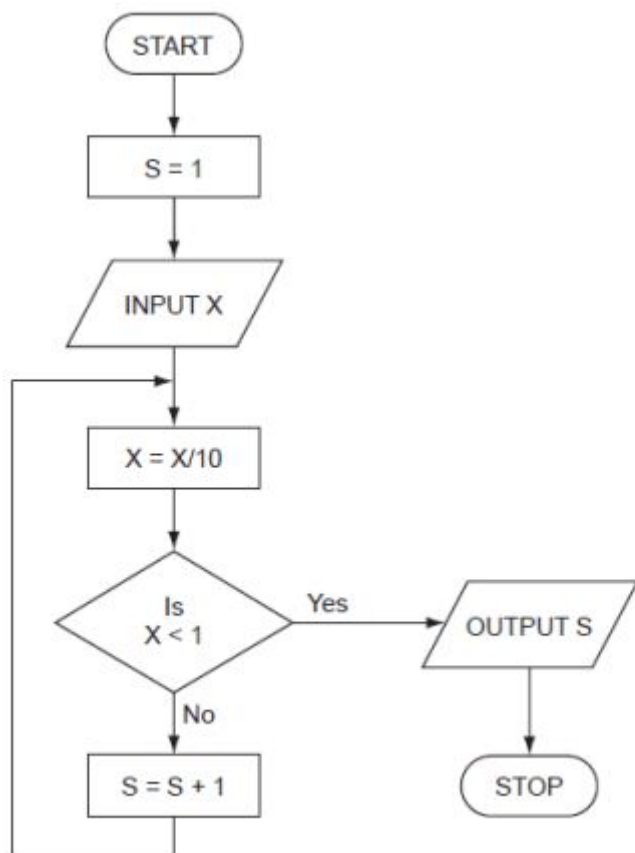 START
S = 1
INPUT X
X = X/10
Is
X < 1
Yes
OUTPUT S
No
S = S + 1
STOP